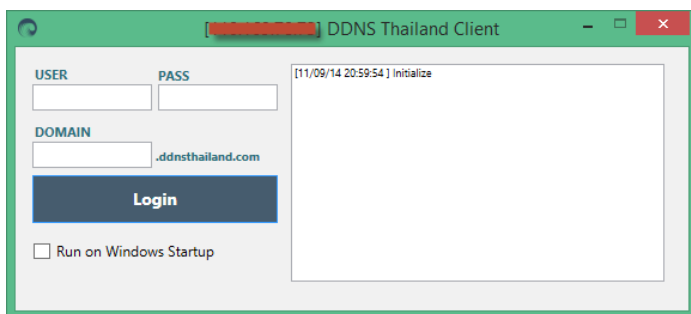 DDNS Thailand Client
USER
PASS
[11/09/14 20:59:54 ] Initialize
DOMAIN
.ddnsthailand.com
Login
Run on Windows Startup